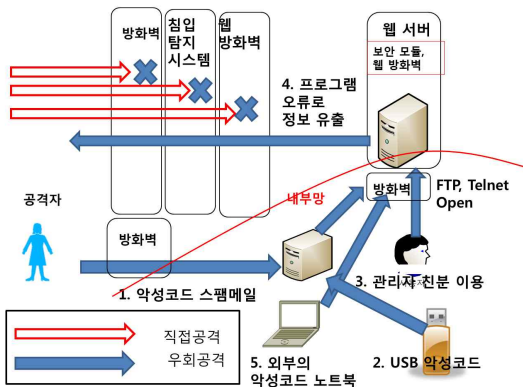 방화벽
침입
탐지
시스템
웹
방화벽
웹 서버
보안 모듈,
웹 방화벽
4. 프로그램
오류로
정보 유출
공격자
내부망
방화벽
FTP, Telnet
Open
방화벽
1. 악성코드 스팸메일
3. 관리자 친분 이용
직접공격
우회공격
5. 외부의
악성코드 노트북
2. USB 악성코드